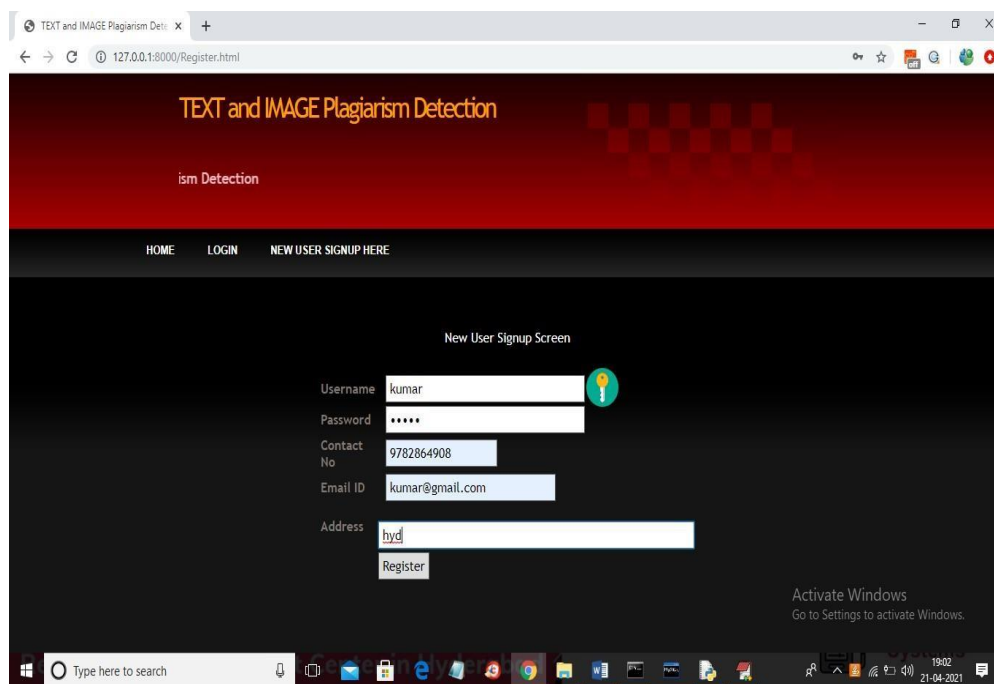 TEXT and IMAGE Plagiarism Dete
127.0.0.1:8000/Register.html
off
TEXT and IMAGE Plagiarism Detection
ism Detection
HOME LOGIN NEW USER SIGNUP HERE
New User Signup Screen
Username kumar
Password •••••
Contact No 9782864908
Email ID kumar@gmail.com
Address hyd
Register
Activate Windows
Go to Settings to activate Windows.
Type here to search
19:02
21-04-2021